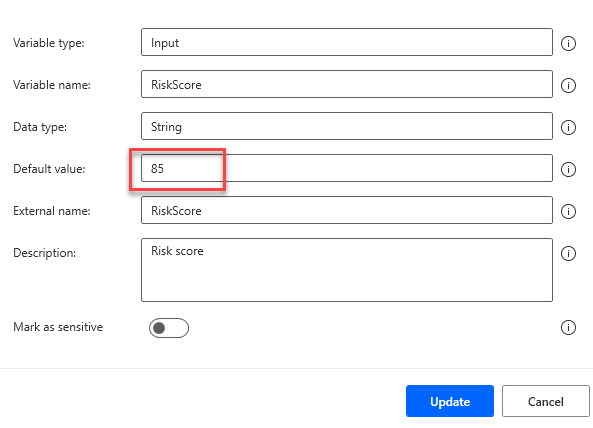 Variable type: Input
Variable name: RiskScore
Data type: String
Default value: 85
External name: RiskScore
Description: Risk score
Mark as sensitive
Update Cancel